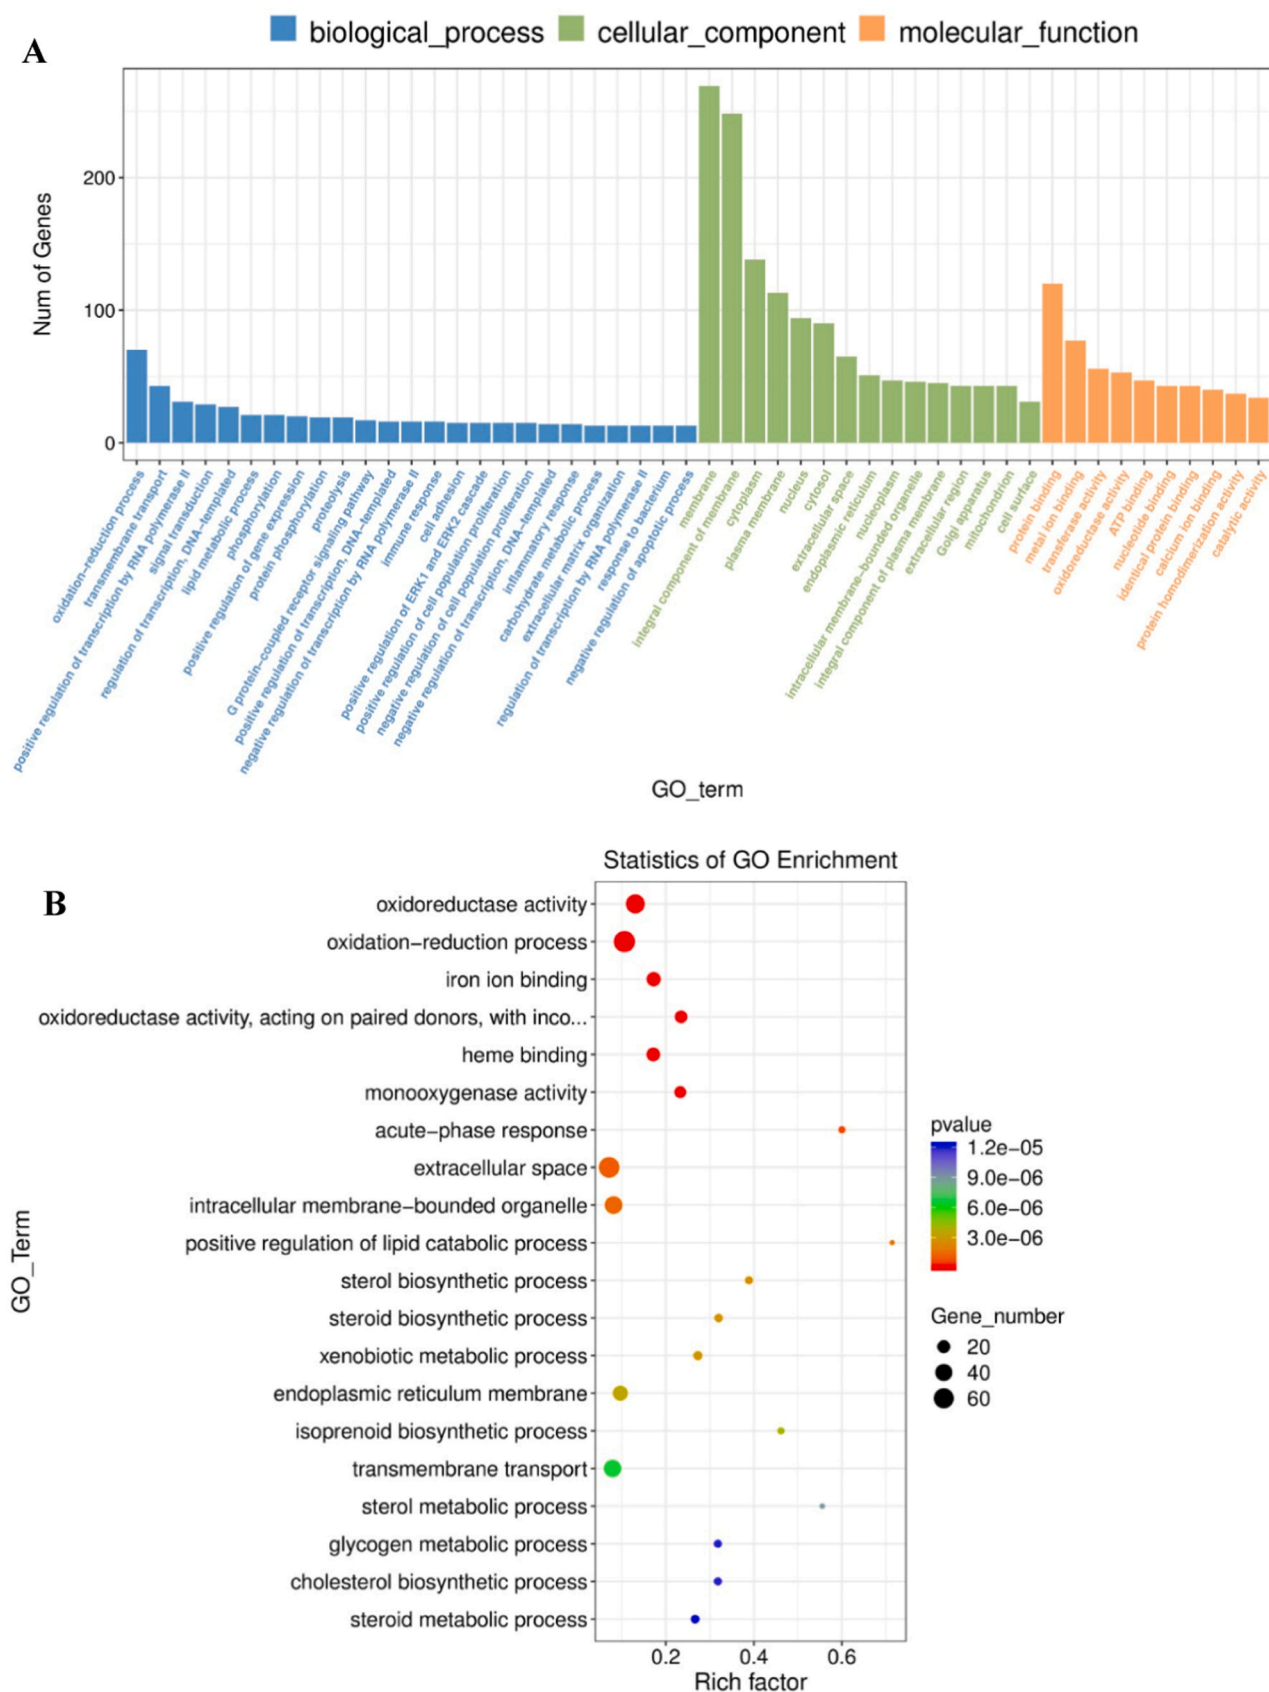 biological_process cellular_component molecular_function
A
Num of Genes
200
100
0
oxidation−reduction process
transmembrane transport
positive regulation of transcription by RNA polymerase II
signal transduction
regulation of transcription, DNA−templated
lipid metabolic process
phosphorylation
positive regulation of gene expression
protein phosphorylation
proteolysis
G protein−coupled receptor signaling pathway
positive regulation of transcription, DNA−templated
negative regulation of transcription by RNA polymerase II
immune response
cell adhesion
positive regulation of ERK1 and ERK2 cascade
positive regulation of cell population proliferation
negative regulation of cell population proliferation
negative regulation of transcription, DNA−templated
inflammatory response
carbohydrate metabolic process
extracellular matrix organization
regulation of transcription by RNA polymerase II
response to bacterium
negative regulation of apoptotic process
membrane
integral component of membrane
cytoplasm
plasma membrane
nucleus
cytosol
extracellular space
endoplasmic reticulum
nucleoplasm
intracellular membrane−bounded organelle
integral component of plasma membrane
extracellular region
Golgi apparatus
mitochondrion
cell surface
protein binding
metal ion binding
transferase activity
oxidoreductase activity
ATP binding
nucleotide binding
identical protein binding
calcium ion binding
protein homodimerization activity
catalytic activity
GO_term
B
Statistics of GO Enrichment
GO_Term
oxidoreductase activity
oxidation−reduction process
iron ion binding
oxidoreductase activity, acting on paired donors, with inco...
heme binding
monooxygenase activity
acute−phase response
extracellular space
intracellular membrane−bounded organelle
positive regulation of lipid catabolic process
sterol biosynthetic process
steroid biosynthetic process
xenobiotic metabolic process
endoplasmic reticulum membrane
isoprenoid biosynthetic process
transmembrane transport
sterol metabolic process
glycogen metabolic process
cholesterol biosynthetic process
steroid metabolic process
0.2 0.4 0.6
Rich factor
pvalue
1.2e−05
9.0e−06
6.0e−06
3.0e−06
Gene_number
20
40
60